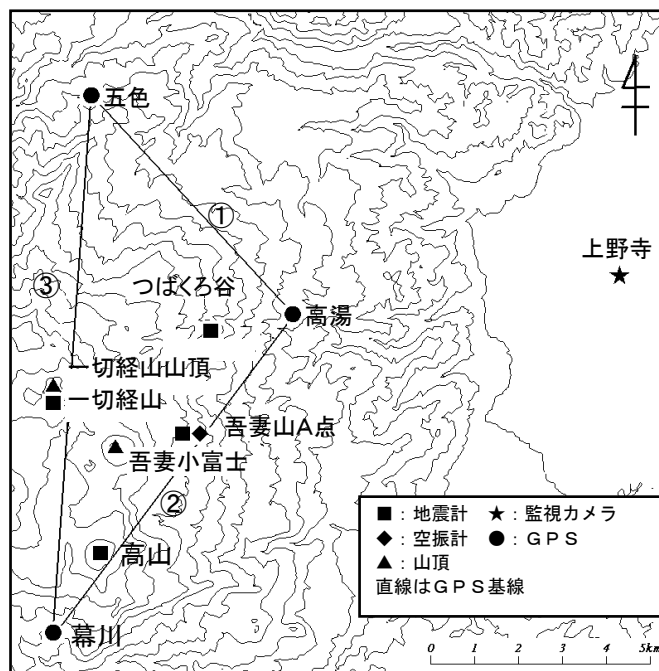 五色
①
上野寺
③
つばくろ谷
高湯
一切経山山頂
一切経山
吾妻山A点
吾妻小富士
②
高山
幕川
■:地震計 ★:監視カメラ
◆:空振計 ●:GPS
▲:山頂
直線はGPS基線
0 1 2 3 4 5km